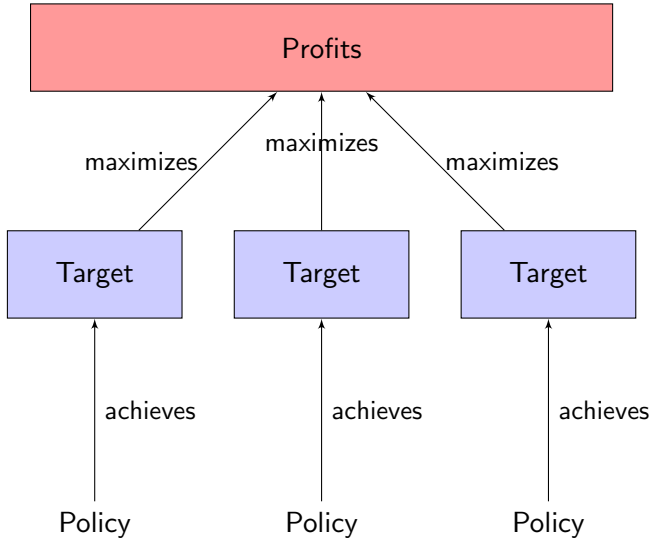 Profits
maximizes
maximizes
maximizes
Target
Target
Target
achieves
achieves
achieves
Policy
Policy
Policy